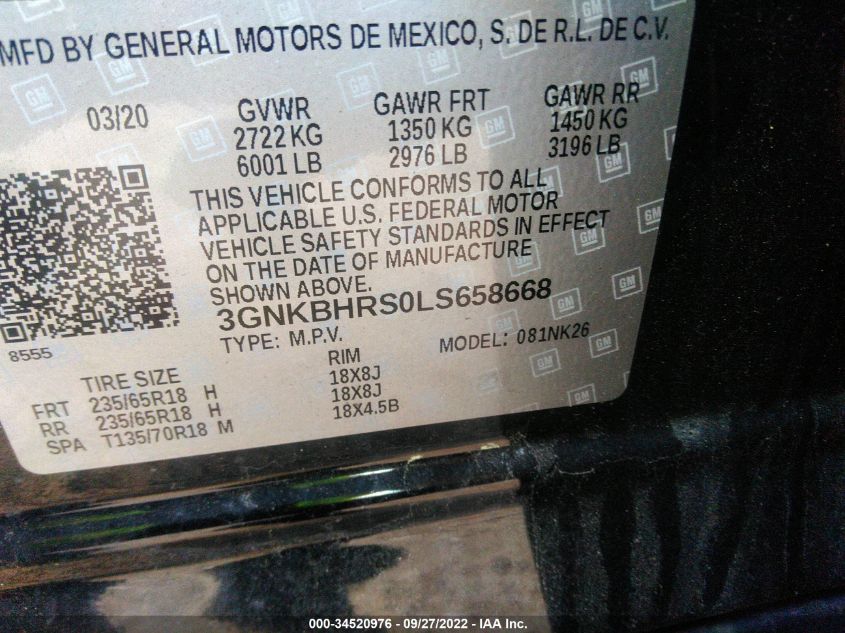 MFD BY GENERAL MOTORS DE MEXICO, S. DE R.L. DE C.V.
03/20
GVWR
2722 KG
6001 LB
GAWR FRT
1350 KG
2976 LB
GAWR RR
1450 KG
3196 LB
THIS VEHICLE CONFORMS TO ALL
APPLICABLE U.S. FEDERAL MOTOR
VEHICLE SAFETY STANDARDS IN EFFECT
ON THE DATE OF MANUFACTURE
SHOWN ABOVE.
3GNKBHRS0LS658668
8555
TYPE: M.P.V.
MODEL: 081NK26
TIRE SIZE RIM
FRT 235/65R18 H 18X8J
RR 235/65R18 H 18X8J
SPA T135/70R18 M 18X4.5B
000-34520976 - 09/27/2022 - IAA Inc.